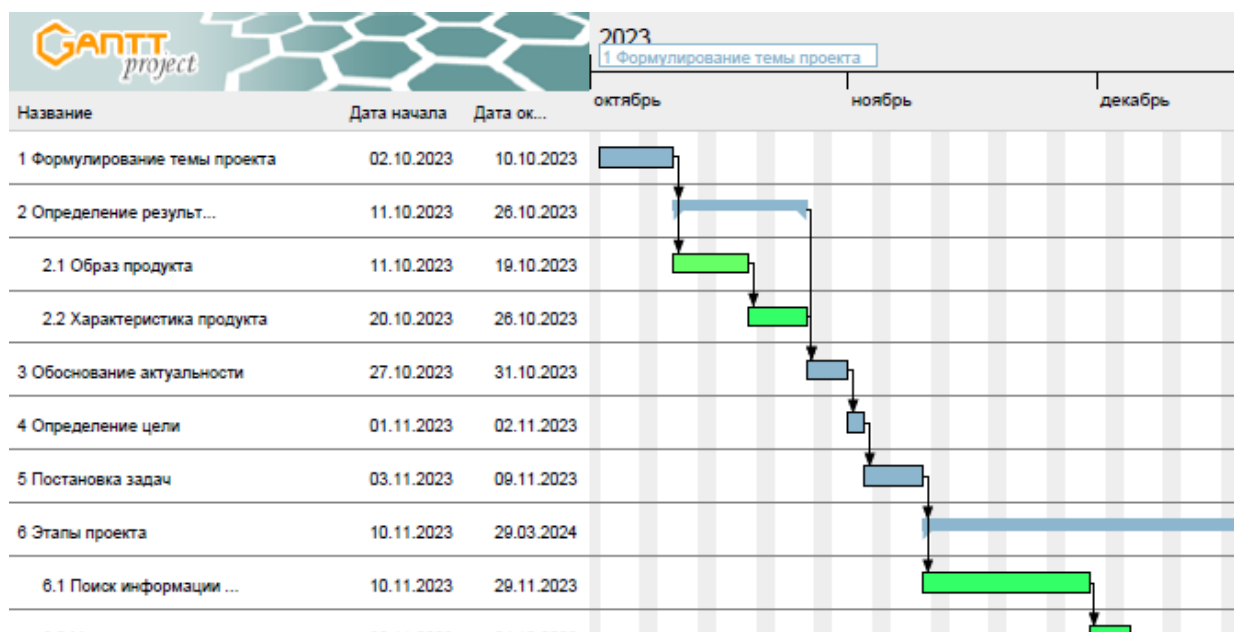 GANTT
project
2023
1 Формулирование темы проекта
октябрь ноябрь декабрь
Название Дата начала Дата ок...
1 Формулирование темы проекта 02.10.2023 10.10.2023
2 Определение результ... 11.10.2023 26.10.2023
2.1 Образ продукта 11.10.2023 19.10.2023
2.2 Характеристика продукта 20.10.2023 26.10.2023
3 Обоснование актуальности 27.10.2023 31.10.2023
4 Определение цели 01.11.2023 02.11.2023
5 Постановка задач 03.11.2023 09.11.2023
6 Этапы проекта 10.11.2023 29.03.2024
6.1 Поиск информации ... 10.11.2023 29.11.2023